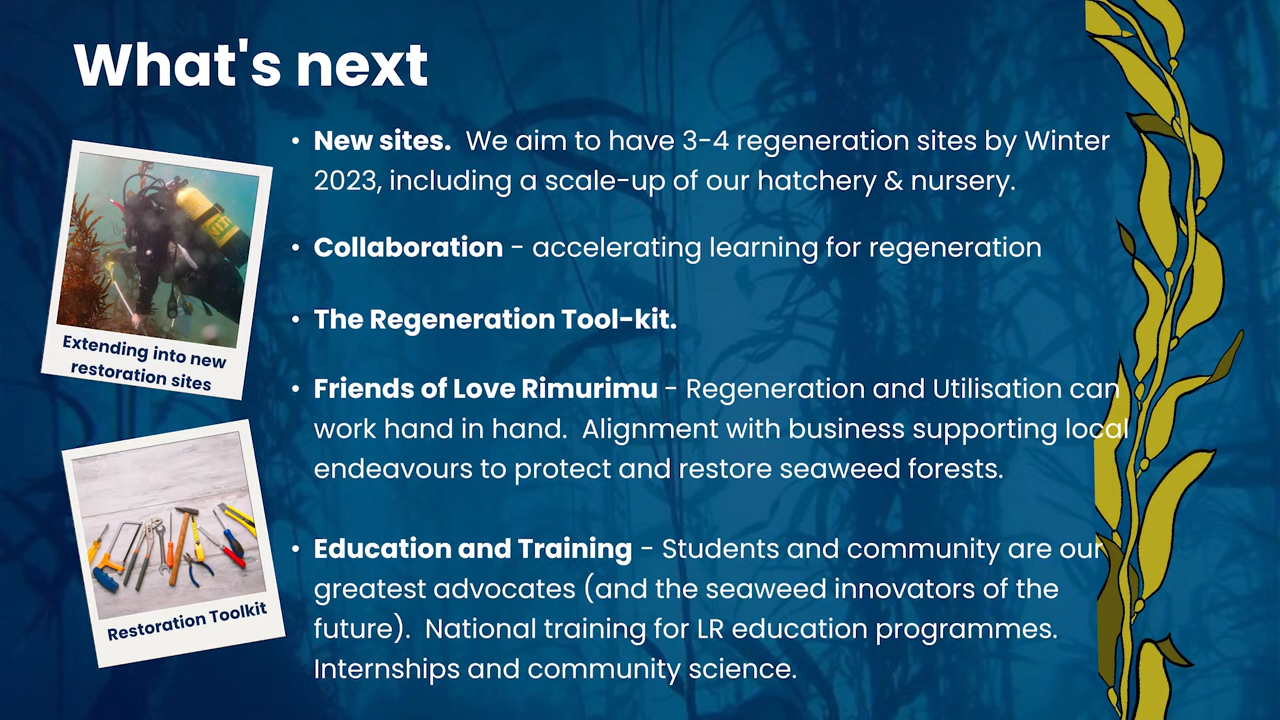 What's next
• New sites. We aim to have 3-4 regeneration sites by Winter
2023, including a scale-up of our hatchery & nursery.
• Collaboration - accelerating learning for regeneration
• The Regeneration Tool-kit.
• Friends of Love Rimurimu - Regeneration and Utilisation can
work hand in hand. Alignment with business supporting local
endeavours to protect and restore seaweed forests.
• Education and Training - Students and community are our
greatest advocates (and the seaweed innovators of the
future). National training for LR education programmes.
Internships and community science.
Extending into new
restoration sites
Restoration Toolkit